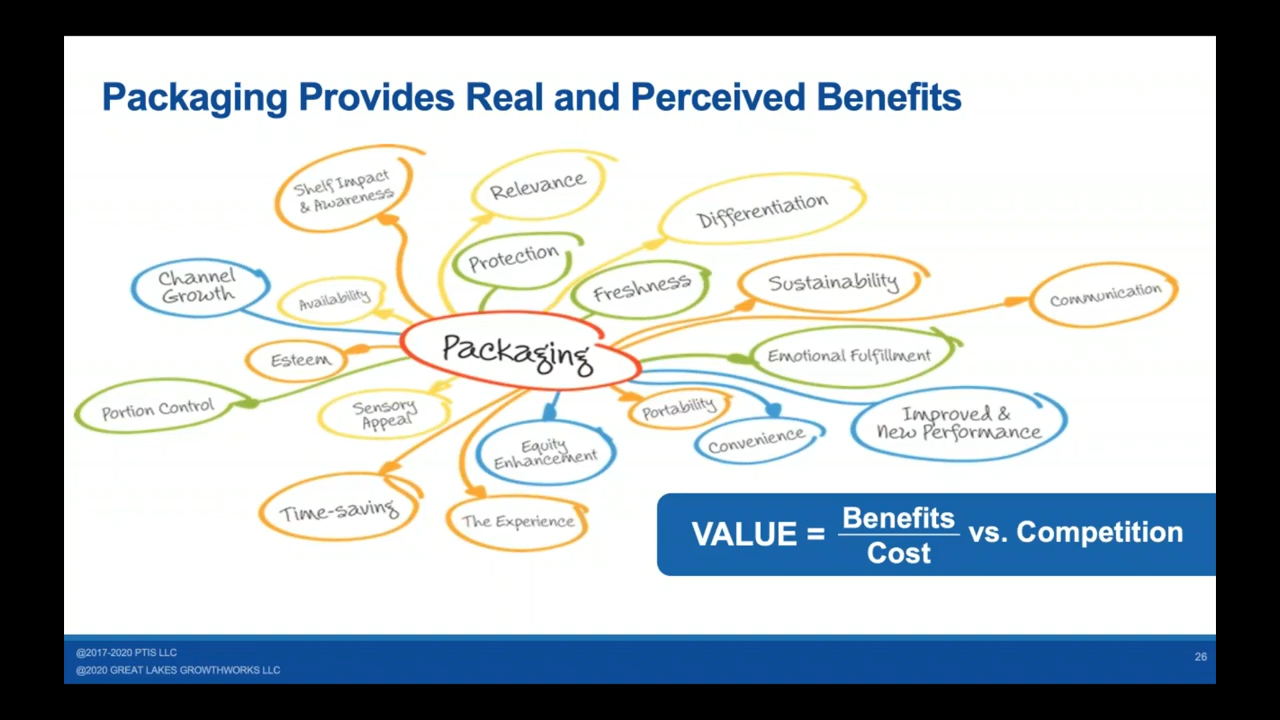 Packaging Provides Real and Perceived Benefits
Shelf Impact
& Awareness
Relevance
Differentiation
Protection
Channel
Growth
Availability
Freshness
Sustainability
Communication
Packaging
Esteem
Emotional Fulfillment
Portion Control
Sensory
Appeal
Equity
Enhancement
Portability
Convenience
Improved &
New Performance
Time-saving
The Experience
VALUE = Benefits vs. Competition
Cost
@2017-2020 PTIS LLC
@2020 GREAT LAKES GROWTHWORKS LLC
26